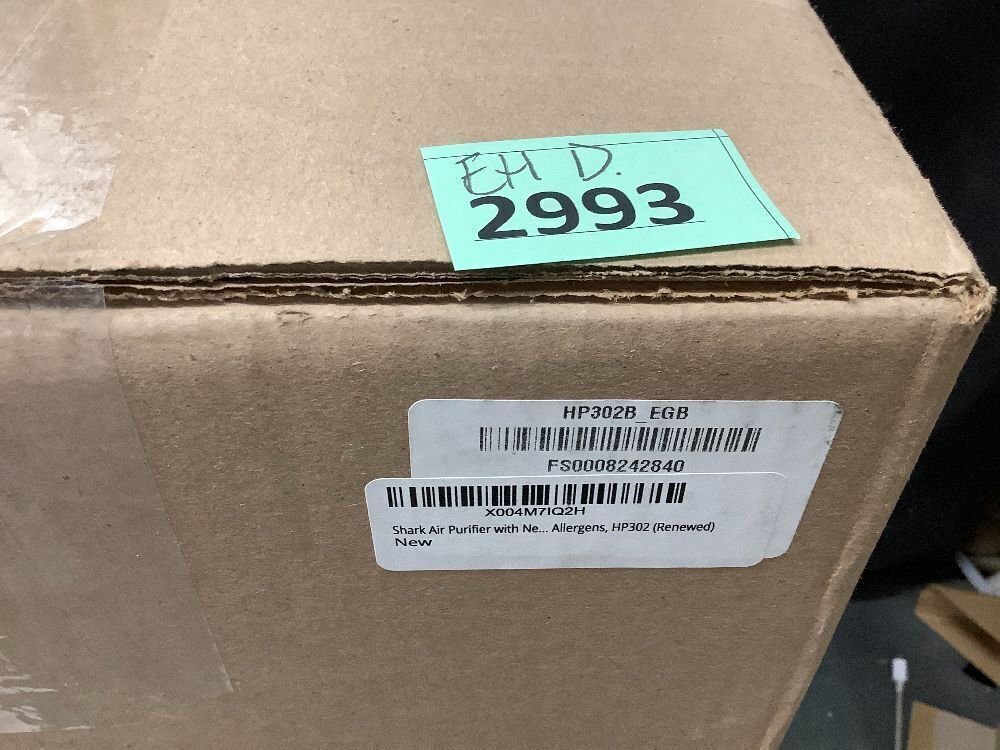 EH D.
2993
HP302B_EGB
FS0008242840
X004M7IQ2H
Shark Air Purifier with Ne... Allergens, HP302 (Renewed)
New